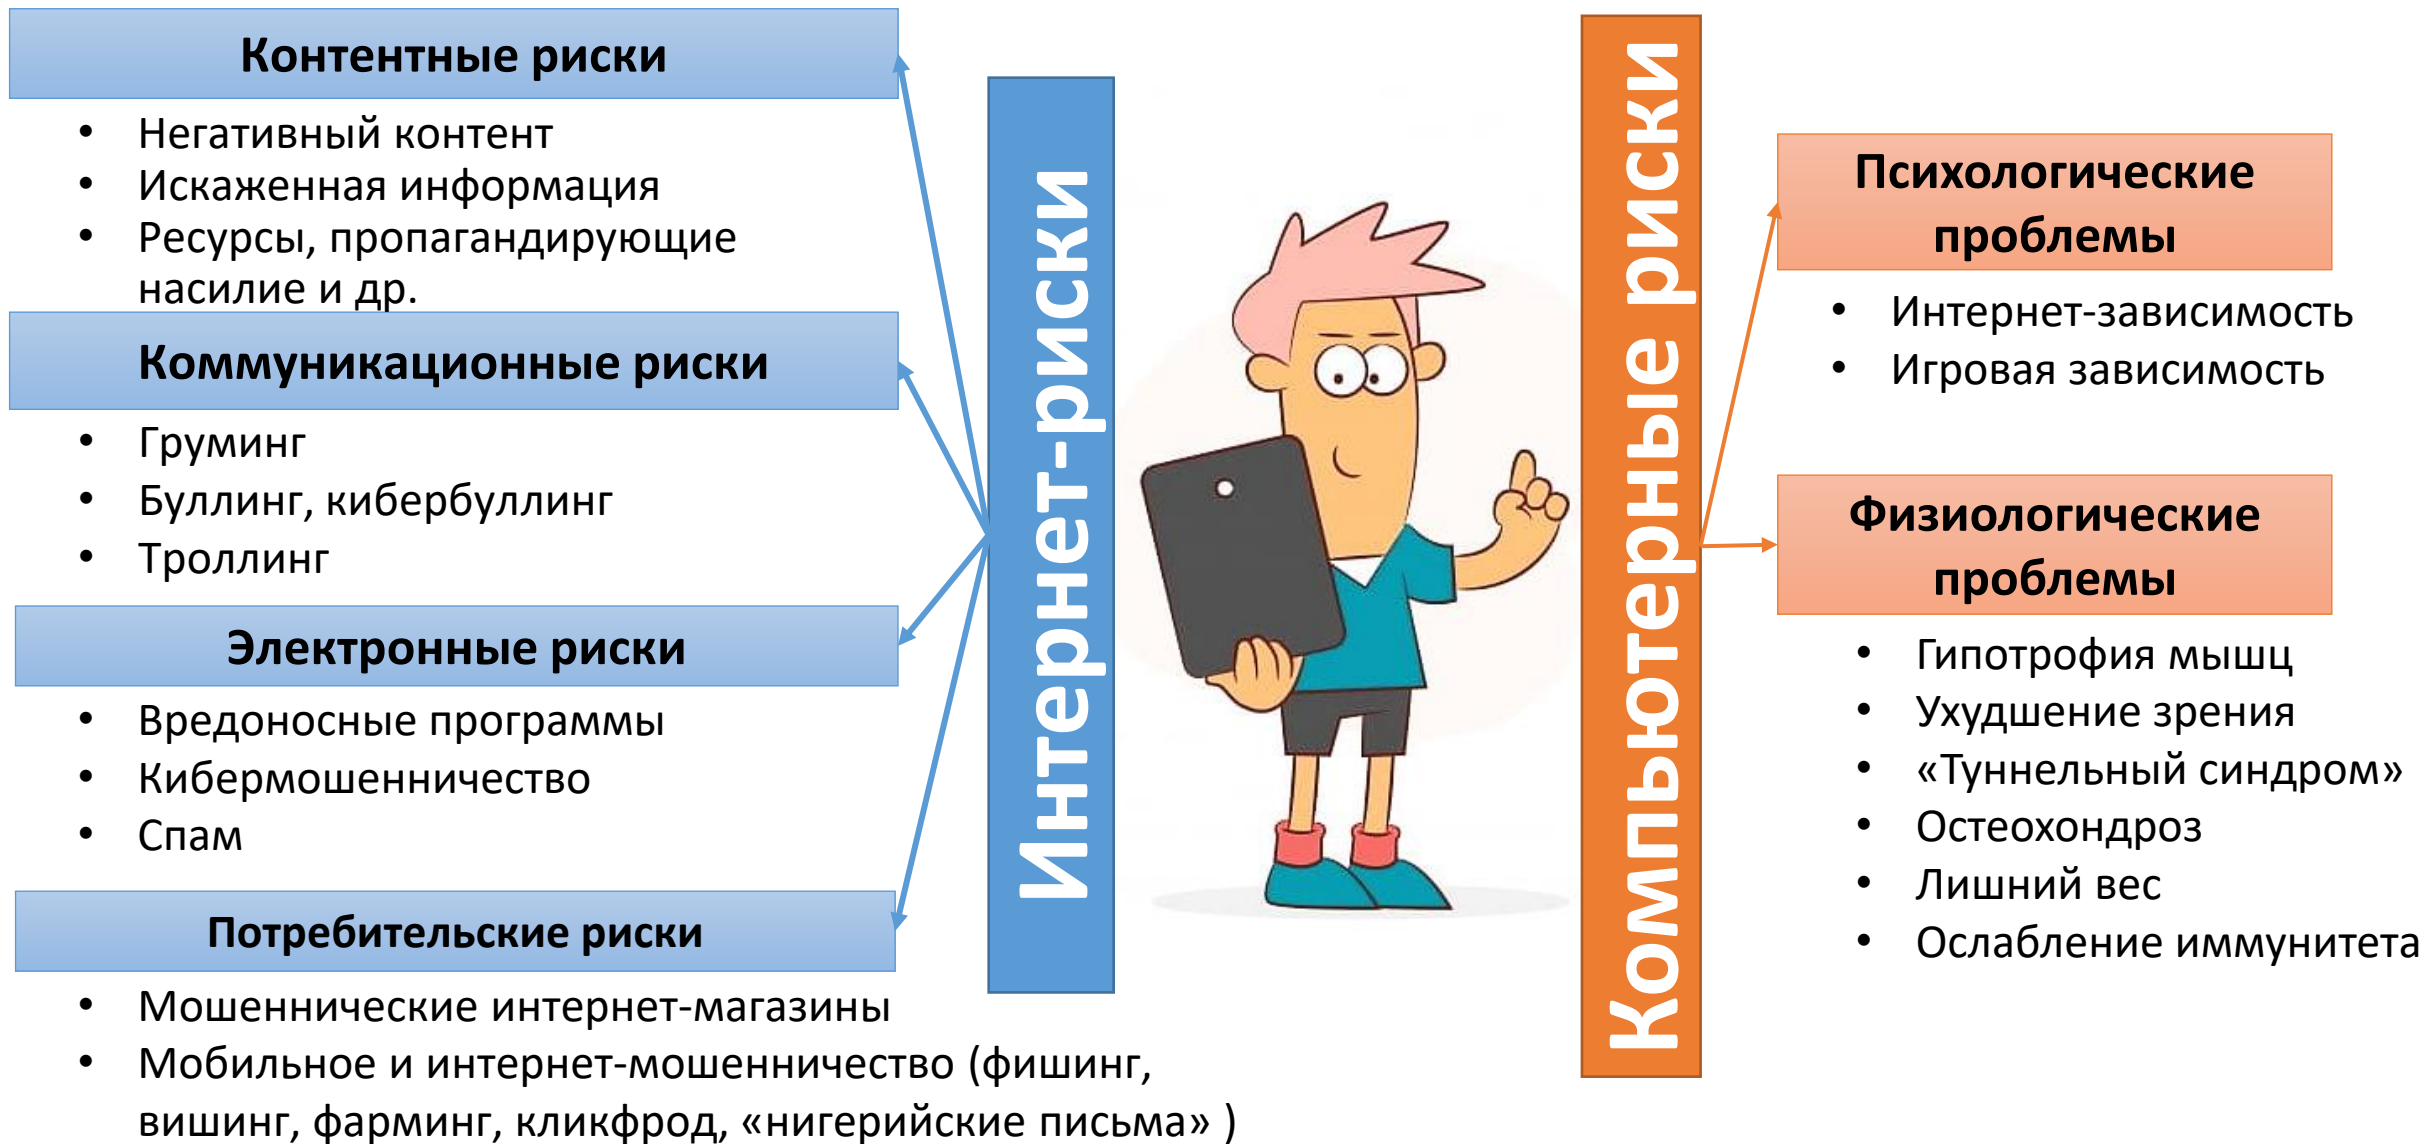 Контентные риски
• Негативный контент
• Искаженная информация
• Ресурсы, пропагандирующие
насилие и др.
Коммуникационные риски
• Груминг
• Буллинг, кибербуллинг
• Троллинг
Электронные риски
• Вредоносные программы
• Кибермошенничество
• Спам
Потребительские риски
• Мошеннические интернет-магазины
• Мобильное и интернет-мошенничество (фишинг,
вишинг, фарминг, кликфрод, «нигерийские письма» )
Интернет-риски
Компьютерные риски
Психологические
проблемы
• Интернет-зависимость
• Игровая зависимость
Физиологические
проблемы
• Гипотрофия мышц
• Ухудшение зрения
• «Туннельный синдром»
• Остеохондроз
• Лишний вес
• Ослабление иммунитета